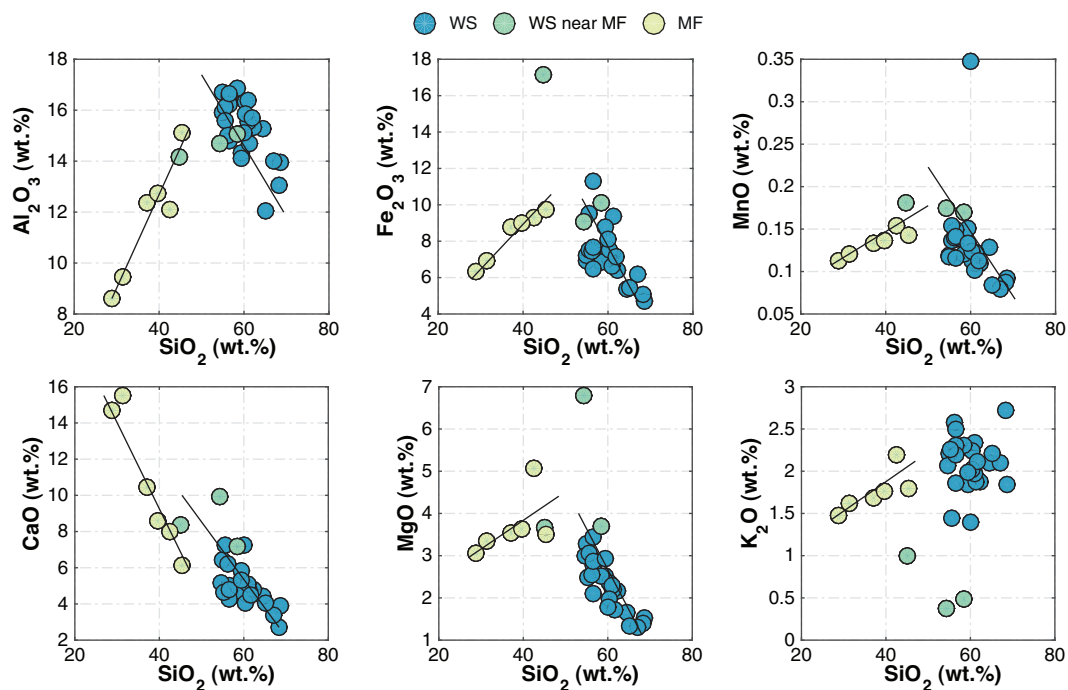 WS WS near MF MF
18
16
14
12
10
8
20 40 60 80
Al₂O₃ (wt.%)
SiO₂ (wt.%)
18
16
14
12
10
8
6
4
20 40 60 80
Fe₂O₃ (wt.%)
SiO₂ (wt.%)
0.35
0.3
0.25
0.2
0.15
0.1
0.05
20 40 60 80
MnO (wt.%)
SiO₂ (wt.%)
16
14
12
10
8
6
4
2
20 40 60 80
CaO (wt.%)
SiO₂ (wt.%)
7
6
5
4
3
2
1
20 40 60 80
MgO (wt.%)
SiO₂ (wt.%)
3
2.5
2
1.5
1
0.5
0
20 40 60 80
K₂O (wt.%)
SiO₂ (wt.%)